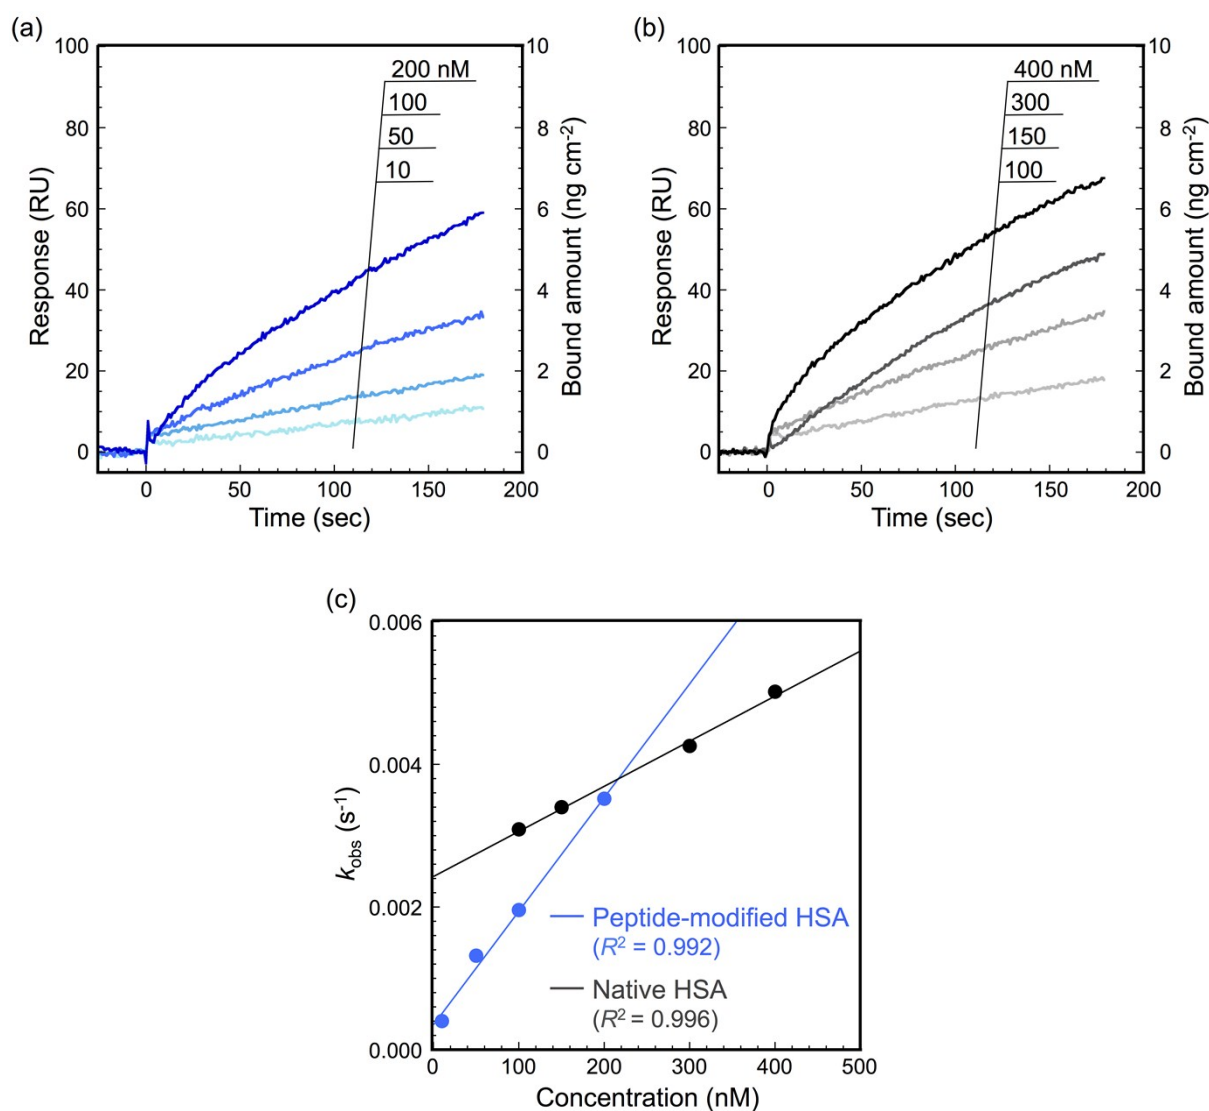 (a)
100
80
60
40
20
0
Response (RU)
10
8
6
4
2
0
Bound amount (ng cm-2)
200 nM
100
50
10
0
50
100
150
200
Time (sec)
(b)
100
80
60
40
20
0
Response (RU)
10
8
6
4
2
0
Bound amount (ng cm-2)
400 nM
300
150
100
0
50
100
150
200
Time (sec)
(c)
0.006
0.004
0.002
0.000
kobs (s-1)
Peptide-modified HSA
(R2 = 0.992)
Native HSA
(R2 = 0.996)
0
100
200
300
400
500
Concentration (nM)